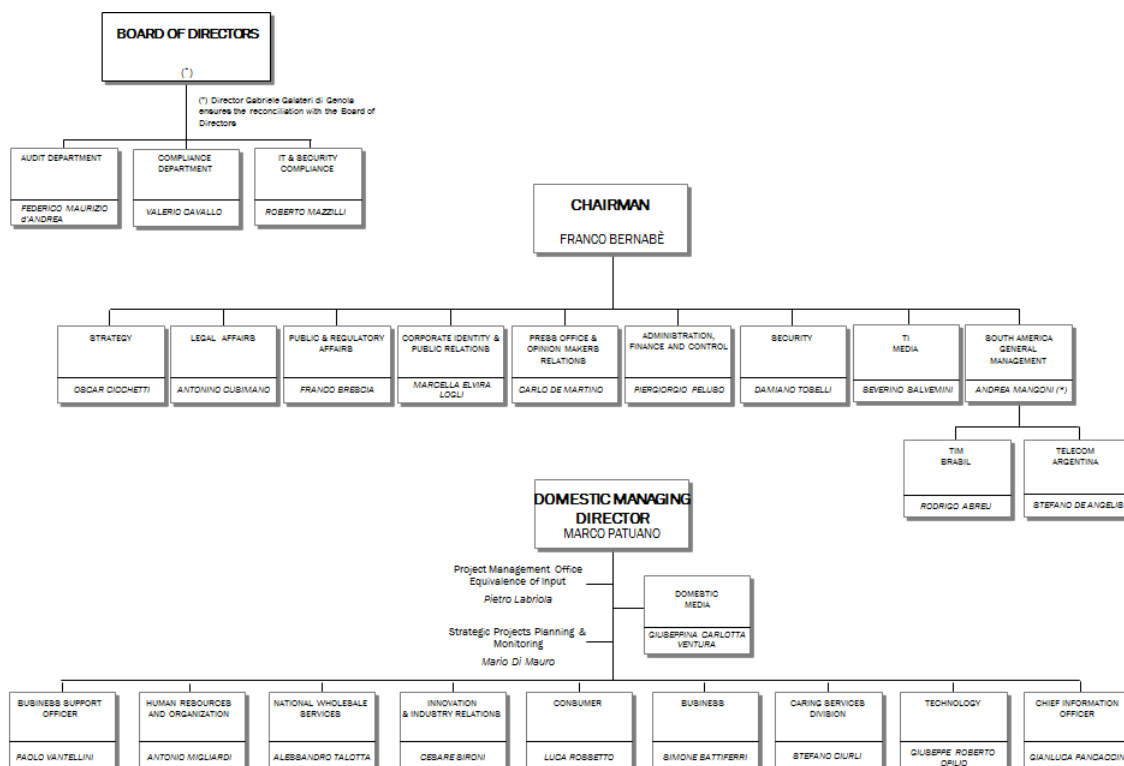 BOARD OF DIRECTORS
(*)
(*) Director Gabriele Galateri di Genola
ensures the reconciliation with the Board of
Directors
AUDIT DEPARTMENT
FEDERICO MAURIZIO
d'ANDREA
COMPLIANCE
DEPARTMENT
VALERIO CAVALLO
IT & SECURITY
COMPLIANCE
ROBERTO MAZZILLI
CHAIRMAN
FRANCO BERNABÈ
STRATEGY
OSCAR CICCHETTI
LEGAL AFFAIRS
ANTONINO CUSIMANO
PUBLIC & REGULATORY
AFFAIRS
FRANCO BRESCIA
CORPORATE IDENTITY &
PUBLIC RELATIONS
MARCELLA ELVIRA
LOGLI
PRESS OFFICE &
OPINION MAKERS
RELATIONS
CARLO DE MARTINO
ADMINISTRATION,
FINANCE AND CONTROL
PIERGIORGIO PELUSO
SECURITY
DAMIANO TOSELLI
TI
MEDIA
SEVERINO SALVEMINI
SOUTH AMERICA
GENERAL
MANAGEMENT
ANDREA MANGONI (*)
TIM
BRASIL
RODRIGO ABREU
TELECOM
ARGENTINA
STEFANO DE ANGELIS
DOMESTIC MANAGING
DIRECTOR
MARCO PATUANO
Project Management Office
Equivalence of Input
Pietro Labriola
DOMESTIC
MEDIA
GIUSEPPINA CARLOTTA
VENTURA
Strategic Projects Planning &
Monitoring
Mario Di Mauro
BUSINESS SUPPORT
OFFICER
PAOLO VANTELLINI
HUMAN RESOURCES
AND ORGANIZATION
ANTONIO MIGLIARDI
NATIONAL WHOLESALE
SERVICES
ALESSANDRO TALOTTA
INNOVATION
& INDUSTRY RELATIONS
CESARE SIRONI
CONSUMER
LUCA ROSSETTO
BUSINESS
SIMONE BATTIFERRI
CARING SERVICES
DIVISION
STEFANO CIURLI
TECHNOLOGY
GIUSEPPE ROBERTO
OPILIO
CHIEF INFORMATION
OFFICER
GIANLUCA PANCACCINI